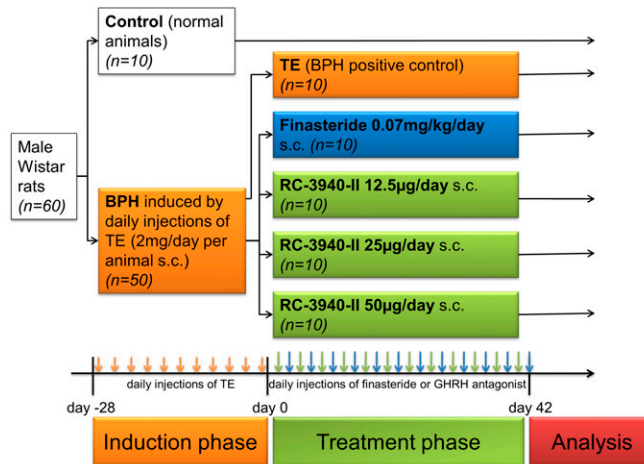 Control (normal
animals)
(n=10)
TE (BPH positive control)
(n=10)
Finasteride 0.07mg/kg/day
s.c. (n=10)
Male
Wistar
rats
(n=60)
BPH induced by
daily injections of
TE (2mg/day per
animal s.c.)
(n=50)
RC-3940-II 12.5µg/day s.c.
(n=10)
RC-3940-II 25µg/day s.c.
(n=10)
RC-3940-II 50µg/day s.c.
(n=10)
daily injections of TE
daily injections of finasteride or GHRH antagonist
day -28
day 0
day 42
Induction phase
Treatment phase
Analysis